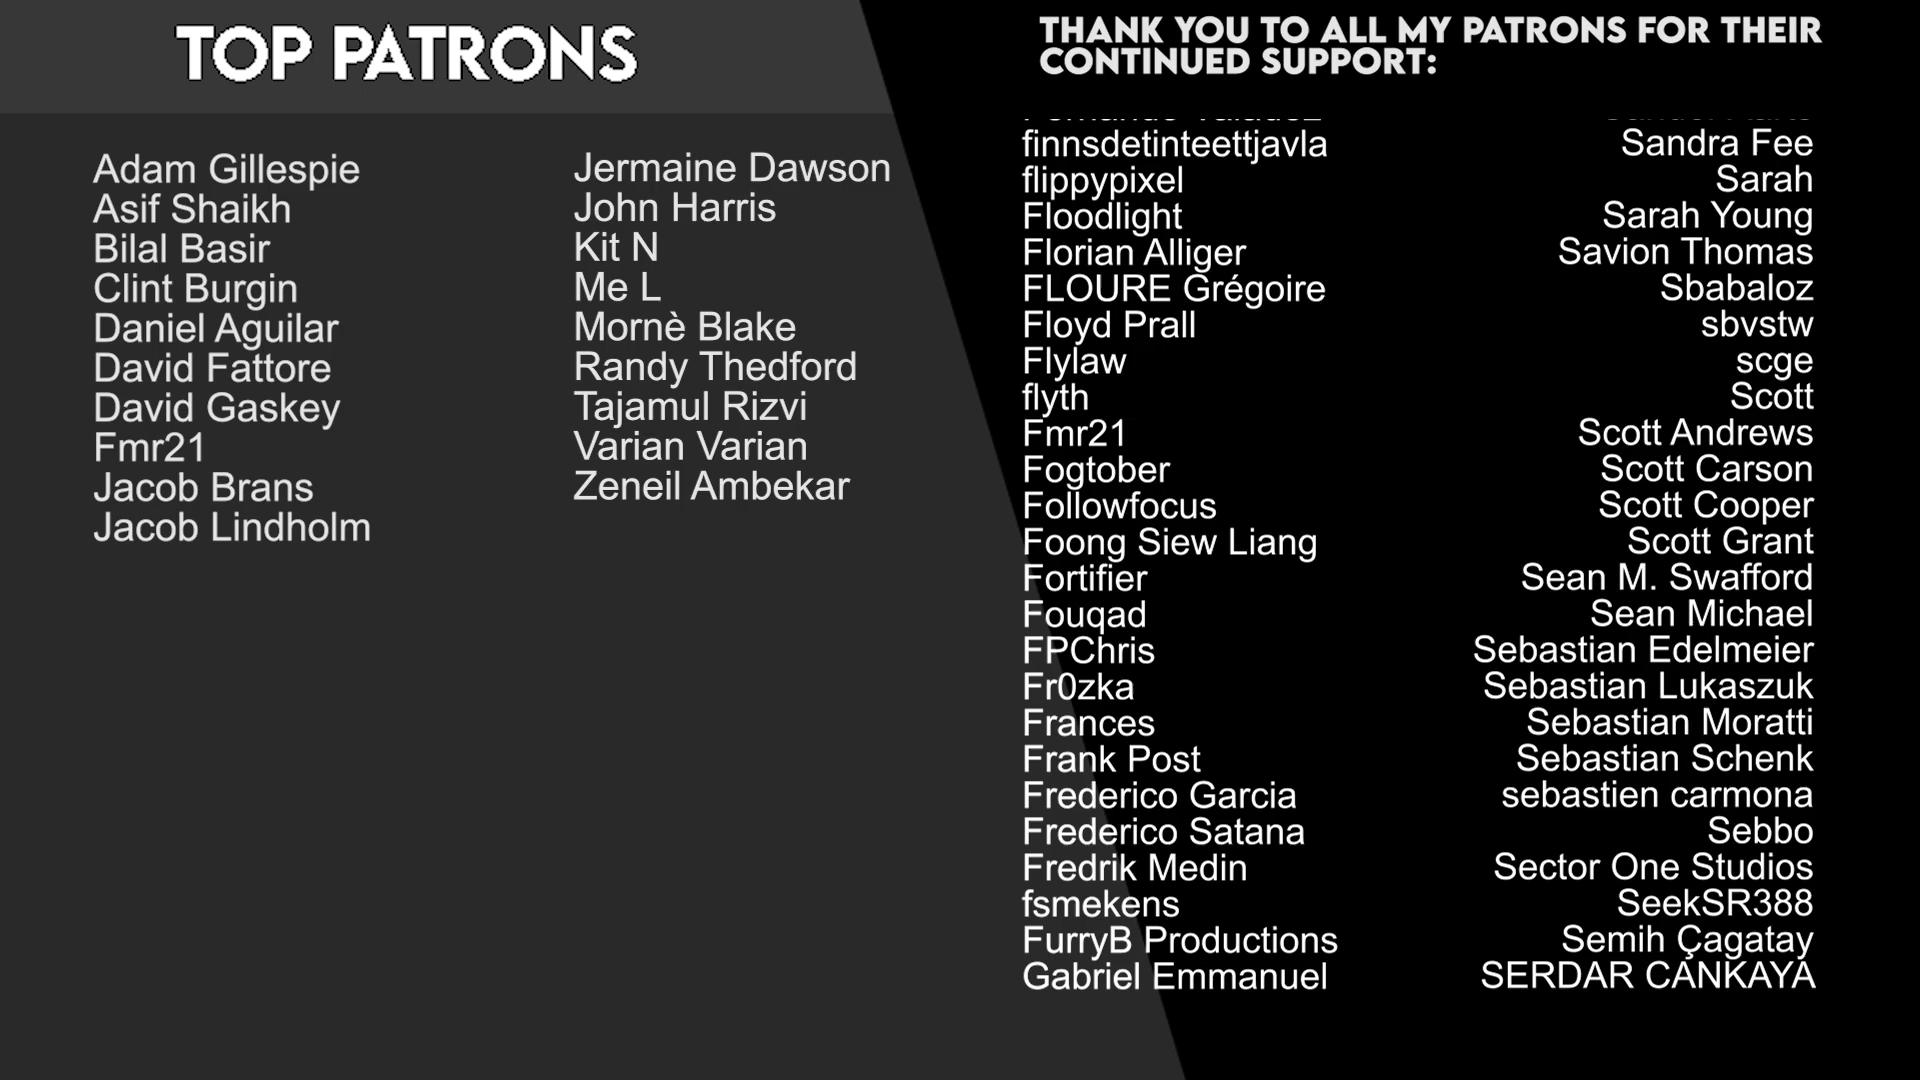 TOP PATRONS
Adam Gillespie
Asif Shaikh
Bilal Basir
Clint Burgin
Daniel Aguilar
David Fattore
David Gaskey
Fmr21
Jacob Brans
Jacob Lindholm
Jermaine Dawson
John Harris
Kit N
Me L
Mornè Blake
Randy Thedford
Tajamul Rizvi
Varian Varian
Zeneil Ambekar
THANK YOU TO ALL MY PATRONS FOR THEIR
CONTINUED SUPPORT:
finnsdetinteettjavla
flippypixel
Floodlight
Florian Alliger
FLOURE Grégoire
Floyd Prall
Flylaw
flyth
Fmr21
Fogtober
Followfocus
Foong Siew Liang
Fortifier
Fouqad
FPChris
Fr0zka
Frances
Frank Post
Frederico Garcia
Frederico Satana
Fredrik Medin
fsmekens
FurryB Productions
Gabriel Emmanuel
Sandra Fee
Sarah
Sarah Young
Savion Thomas
Sbabaloz
sbvstw
scge
Scott
Scott Andrews
Scott Carson
Scott Cooper
Scott Grant
Sean M. Swafford
Sean Michael
Sebastian Edelmeier
Sebastian Lukaszuk
Sebastian Moratti
Sebastian Schenk
sebastien carmona
Sebbo
Sector One Studios
SeekSR388
Semih Çagatay
SERDAR CANKAYA